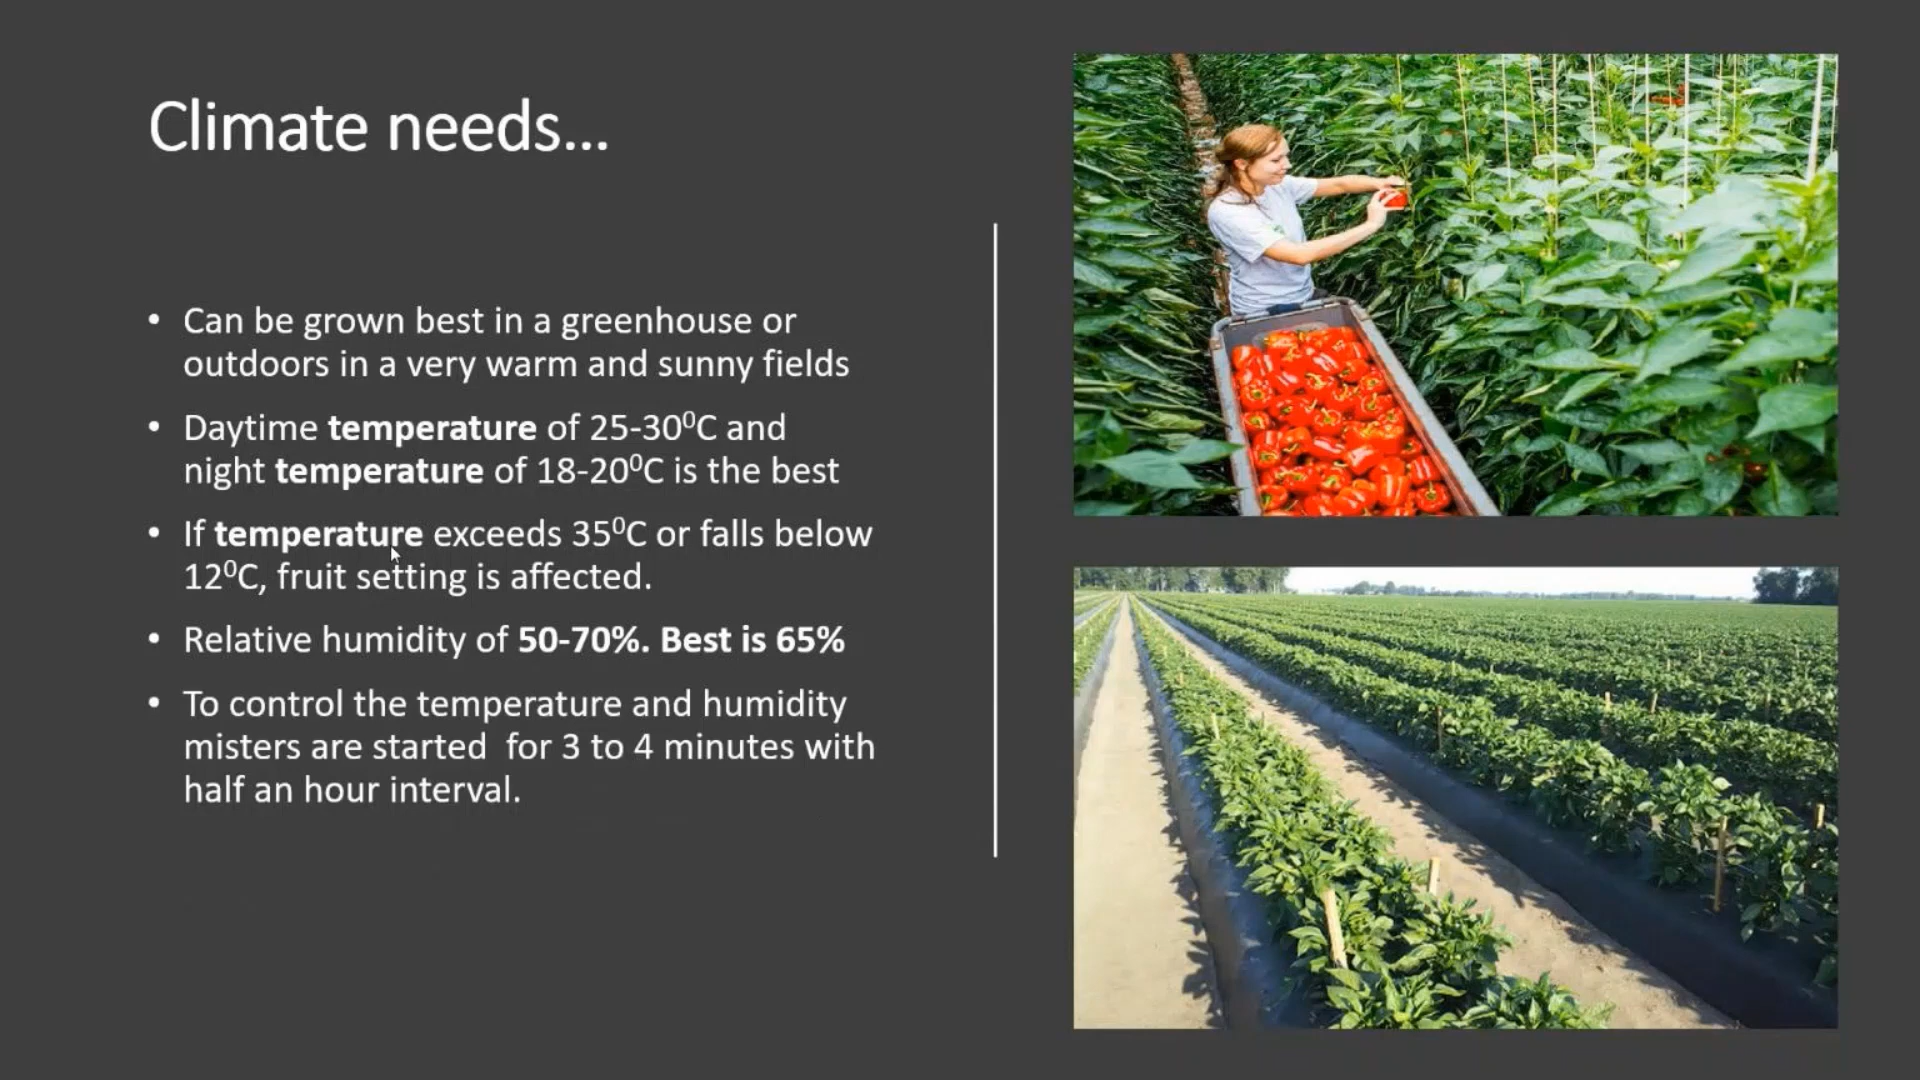 Climate needs...
• Can be grown best in a greenhouse or
outdoors in a very warm and sunny fields
• Daytime temperature of 25-30⁰C and
night temperature of 18-20⁰C is the best
• If temperature exceeds 35⁰C or falls below
12⁰C, fruit setting is affected.
• Relative humidity of 50-70%. Best is 65%
• To control the temperature and humidity
misters are started  for 3 to 4 minutes with
half an hour interval.